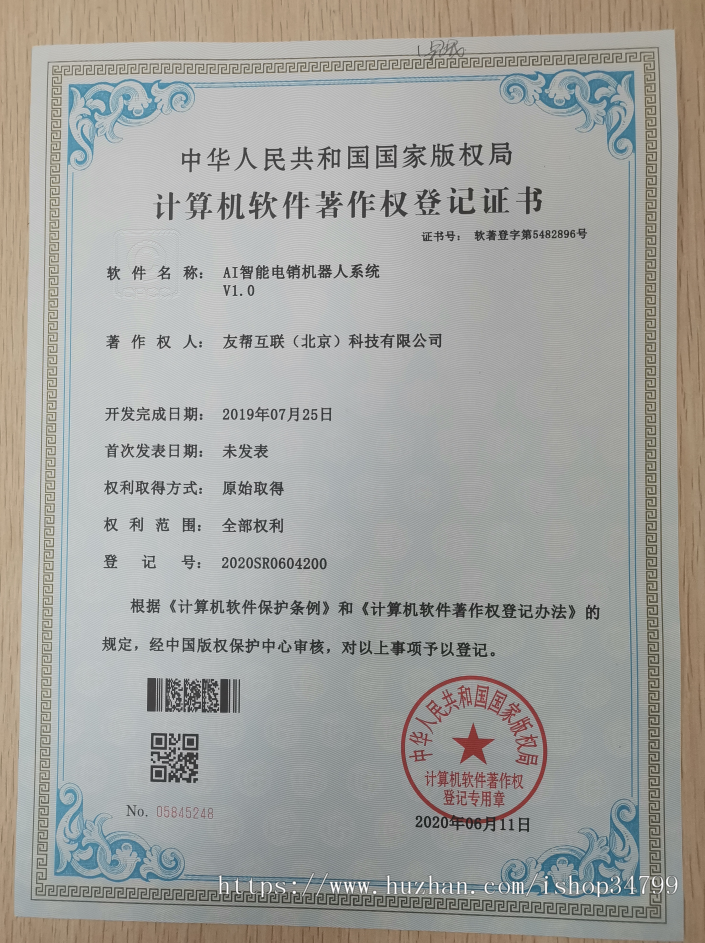 中华人民共和国国家版权局
计算机软件著作权登记证书
证书号： 软著登字第5482896号
软件名称： AI智能电销机器人系统
V1.0
著作权人： 友帮互联（北京）科技有限公司
开发完成日期： 2019年07月25日
首次发表日期： 未发表
权利取得方式： 原始取得
权利范围： 全部权利
登记号： 2020SR0604200
根据《计算机软件保护条例》和《计算机软件著作权登记办法》的
规定，经中国版权保护中心审核，对以上事项予以登记。
中华人民共和国国家版权局
计算机软件著作权
登记专用章
No. 05845248
2020年06月11日
https://www.huzhan.com/ishop34799